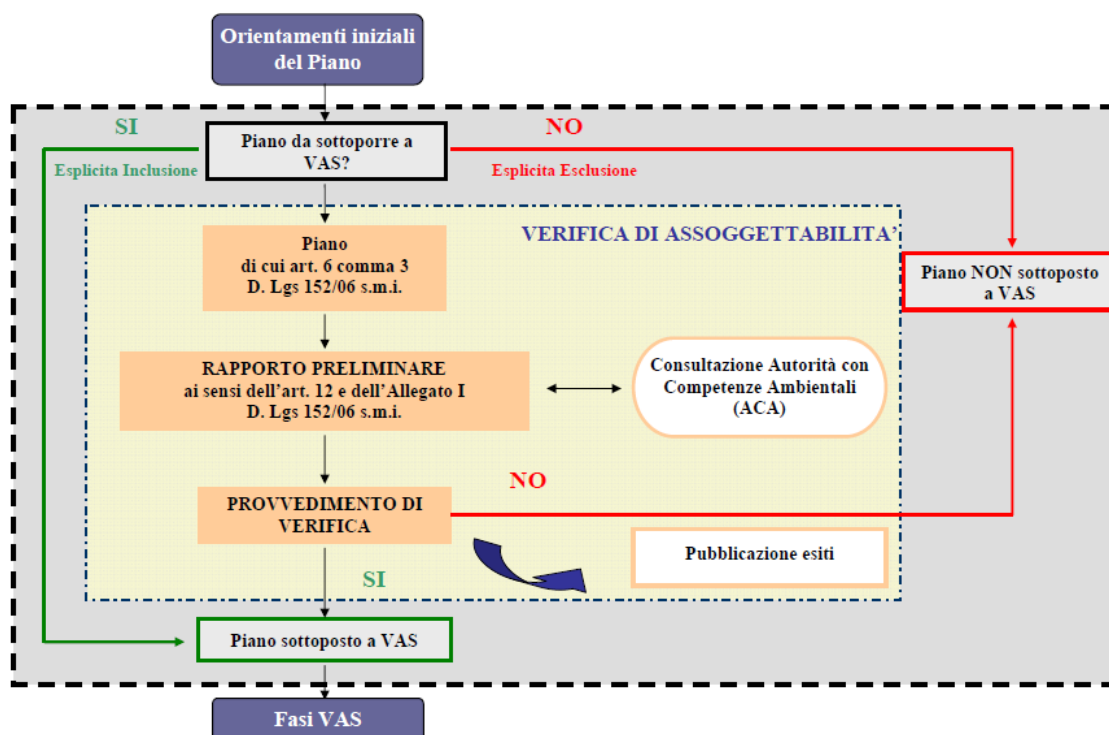 Orientamenti iniziali
del Piano
SI
NO
Piano da sottoporre a
VAS?
Esplicita Inclusione
Esplicita Esclusione
VERIFICA DI ASSOGGETTABILITA’
Piano
di cui art. 6 comma 3
D. Lgs 152/06 s.m.i.
Piano NON sottoposto
a VAS
RAPPORTO PRELIMINARE
ai sensi dell’art. 12 e dell’Allegato I
D. Lgs 152/06 s.m.i.
Consultazione Autorità con
Competenze Ambientali
(ACA)
NO
PROVVEDIMENTO DI
VERIFICA
Pubblicazione esiti
SI
Piano sottoposto a VAS
Fasi VAS